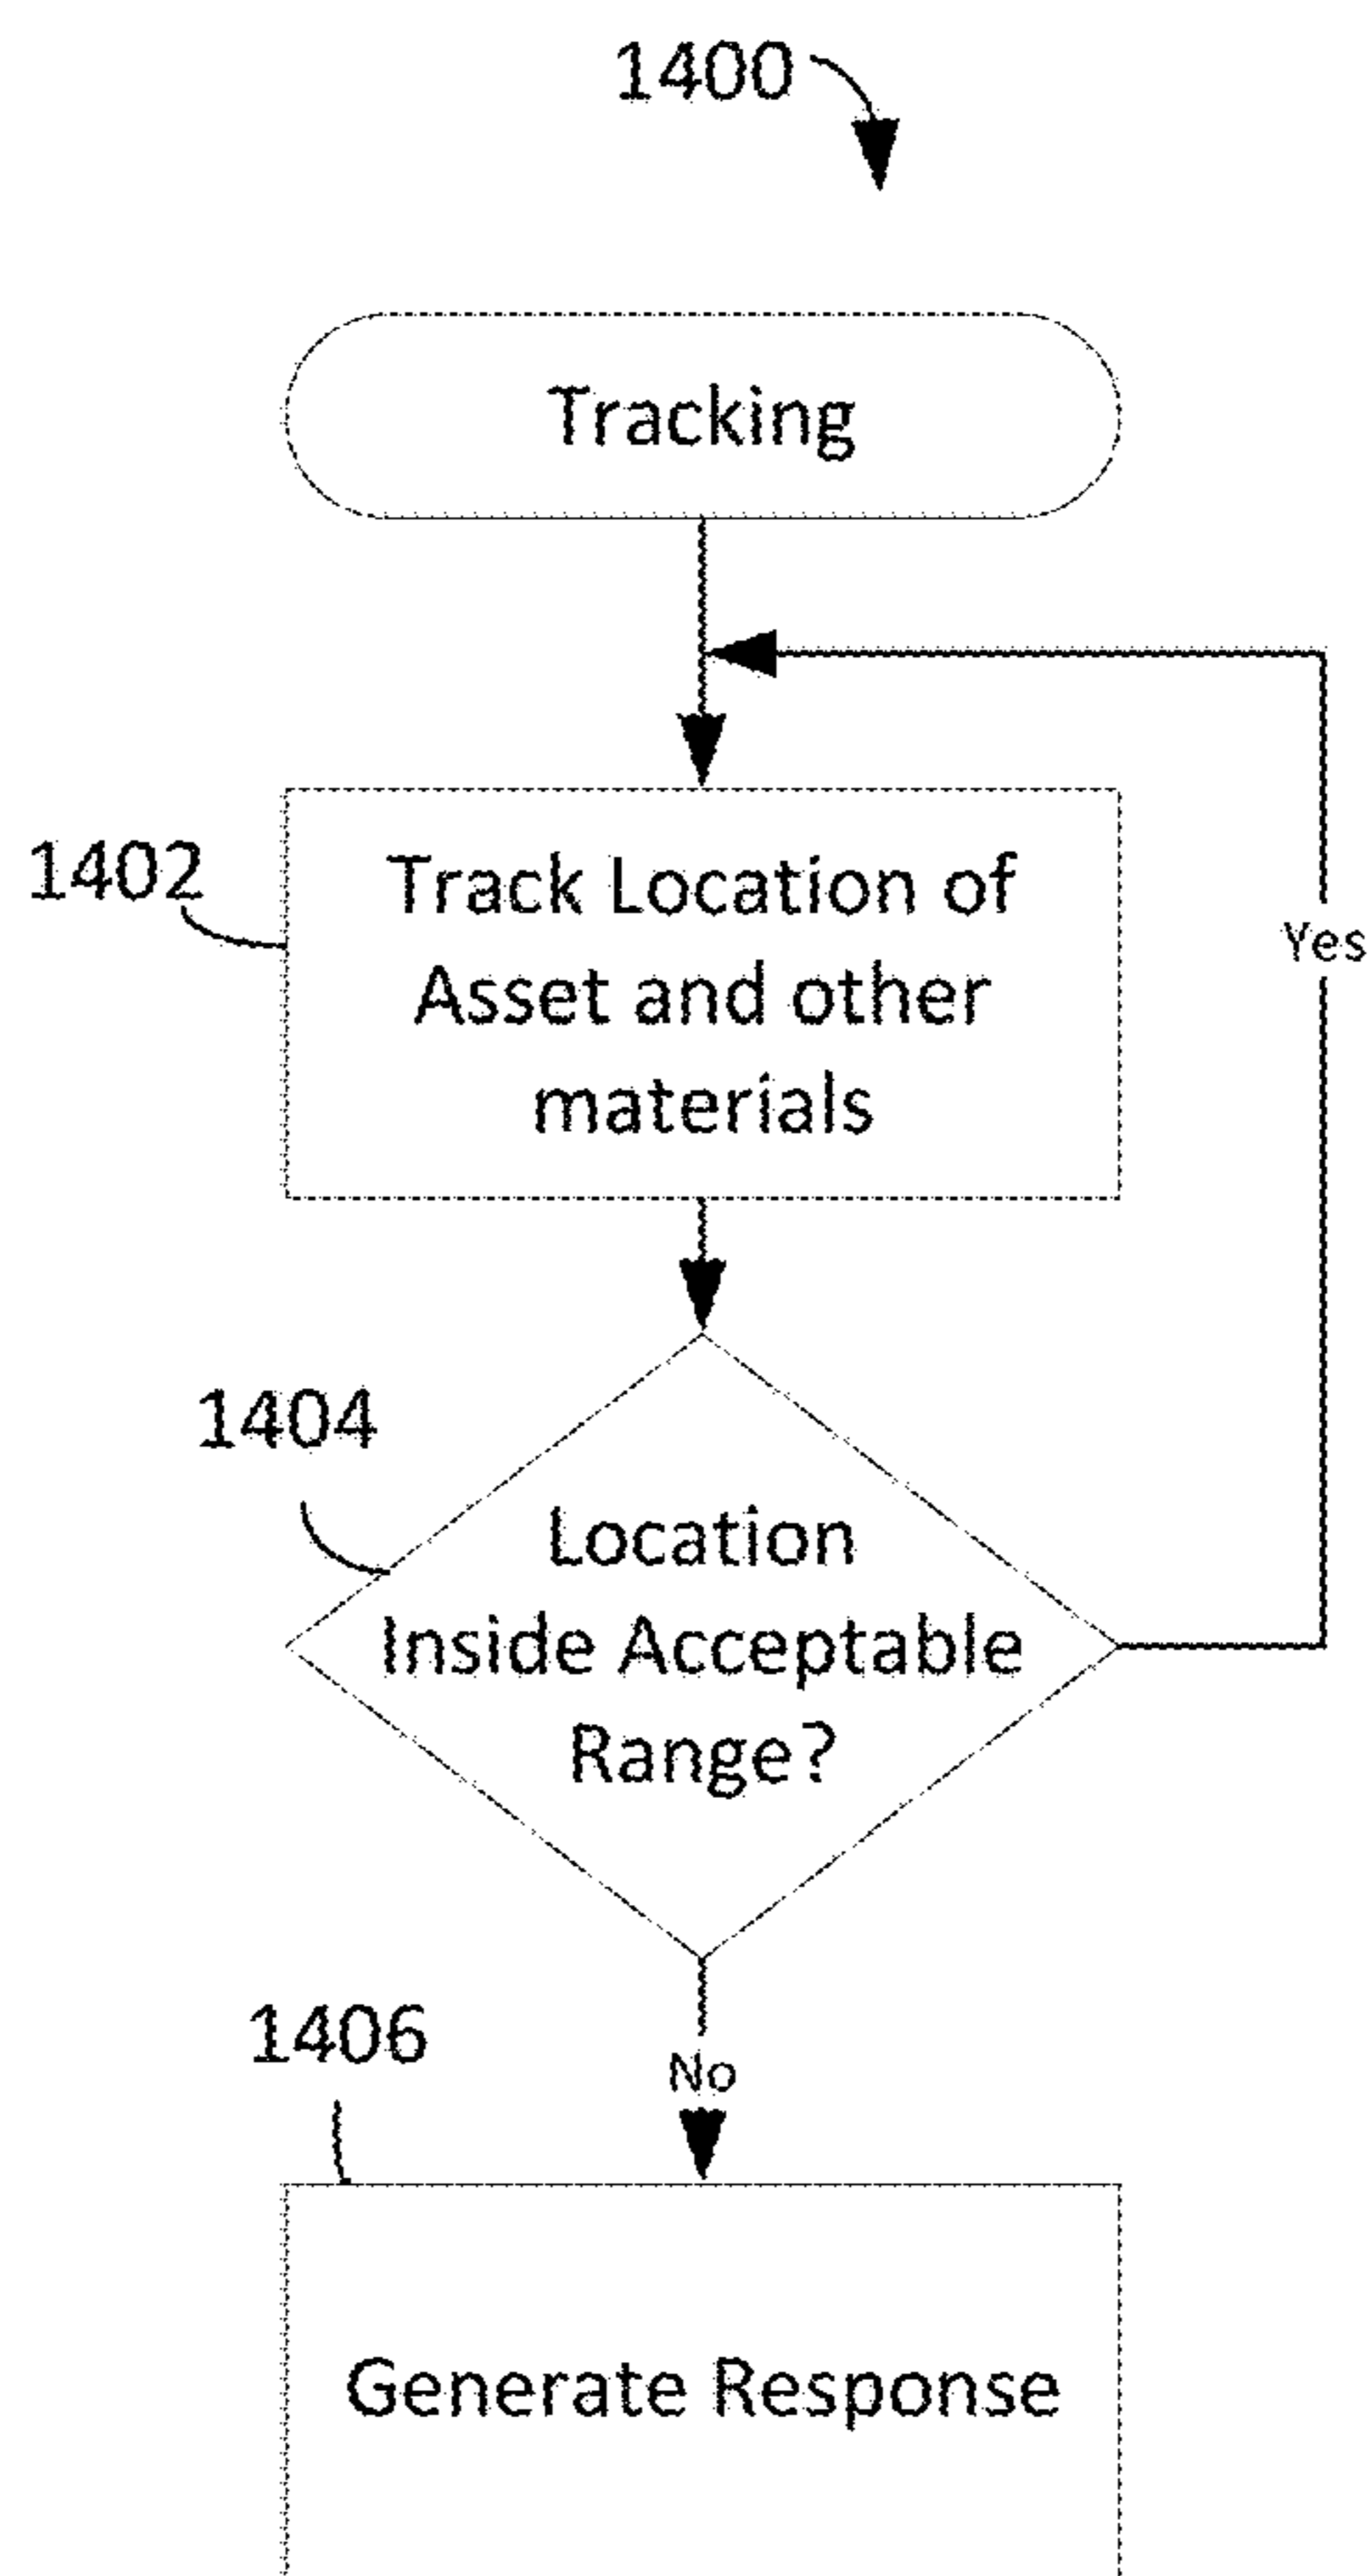 1400
Tracking
1402
Track Location of
Asset and other
materials
Yes
1404
Location
Inside Acceptable
Range?
No
1406
Generate Response